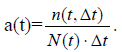 a(t)= n(t, Δt) / N(t) · Δt .